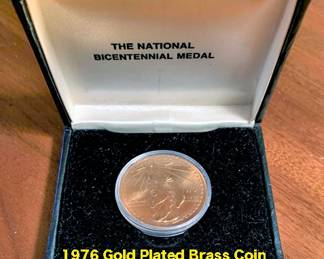 THE NATIONAL
BICENTENNIAL MEDAL
1976 Gold Plated Brass Coin